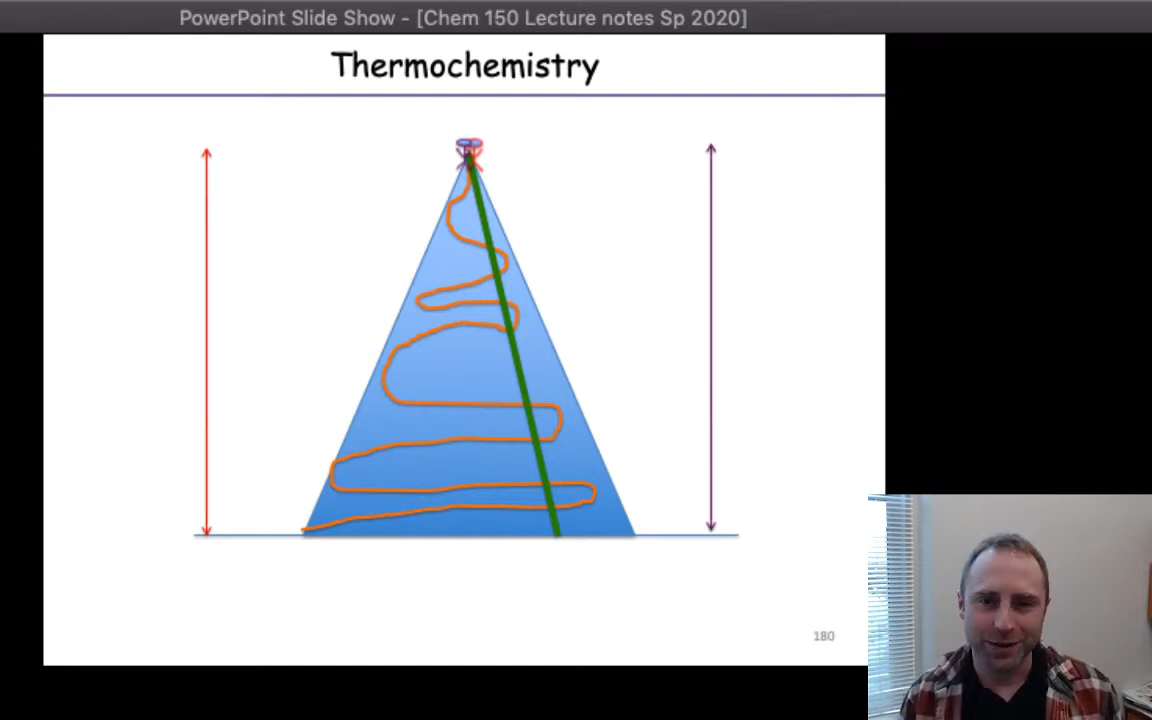 PowerPoint Slide Show - [Chem 150 Lecture notes Sp 2020]
Thermochemistry
180